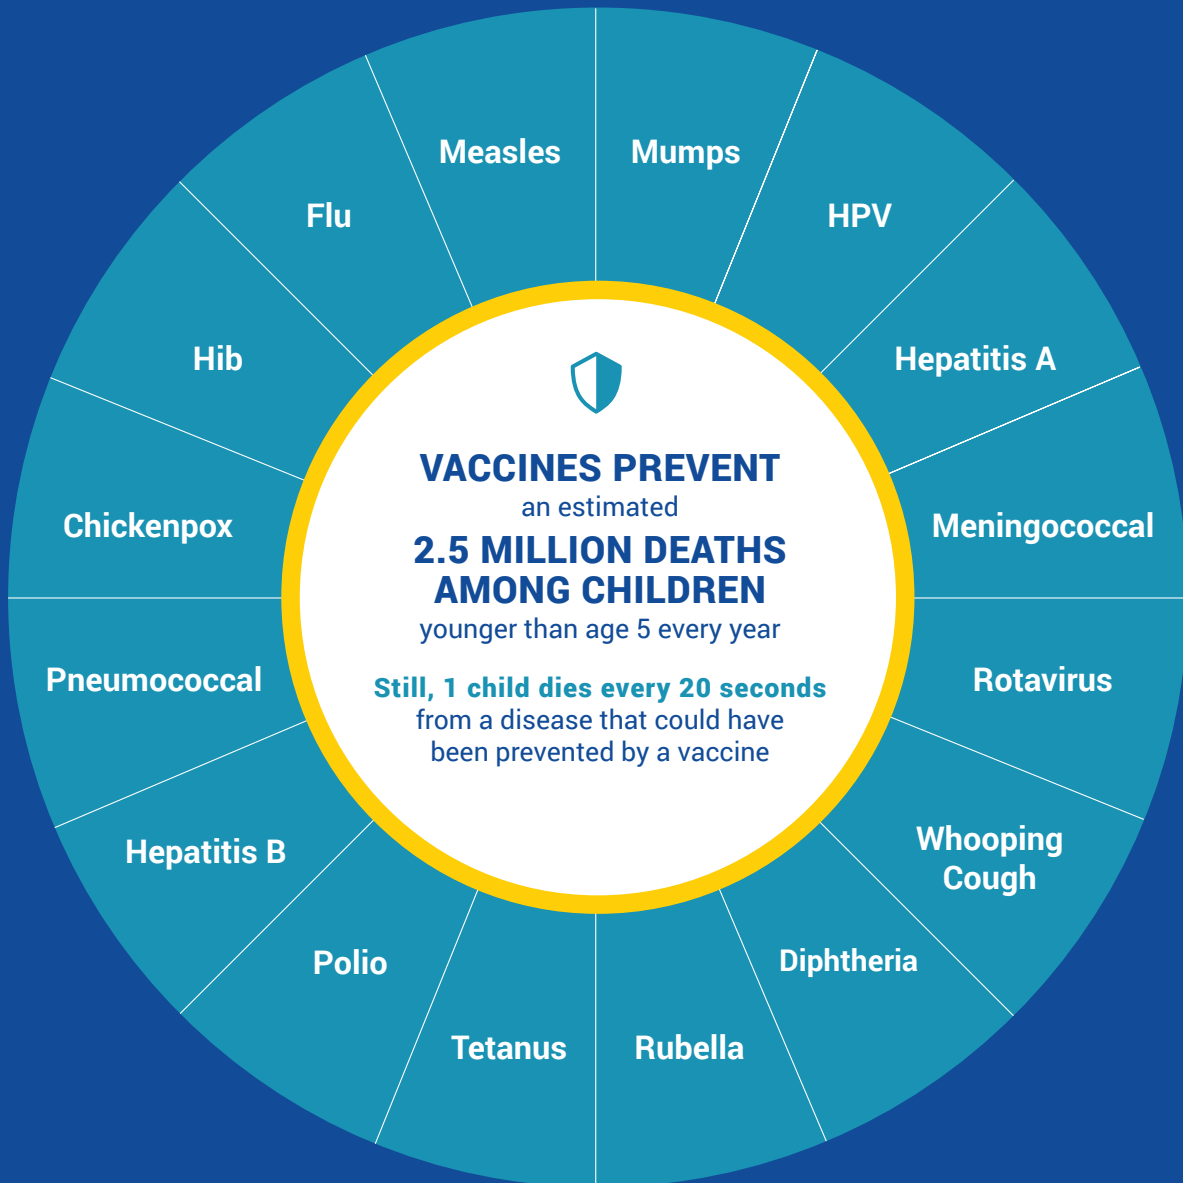 Measles
Mumps
HPV
Hepatitis A
Meningococcal
Rotavirus
Whooping
Cough
Diphtheria
Rubella
Tetanus
Polio
Hepatitis B
Pneumococcal
Chickenpox
Hib
Flu
VACCINES PREVENT
an estimated
2.5 MILLION DEATHS
AMONG CHILDREN
younger than age 5 every year
Still, 1 child dies every 20 seconds
from a disease that could have
been prevented by a vaccine